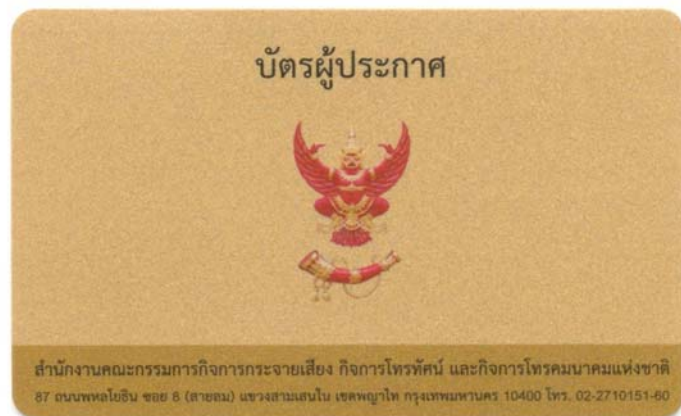 บัตรผู้ประกาศ
สำนักงานคณะกรรมการกิจการกระจายเสียง กิจการโทรทัศน์ และกิจการโทรคมนาคมแห่งชาติ
87 ถนนพหลโยธิน ซอย 8 (สายลม) แขวงสามเสนใน เขตพญาไท กรุงเทพมหานคร 10400 โทร. 02-2710151-60